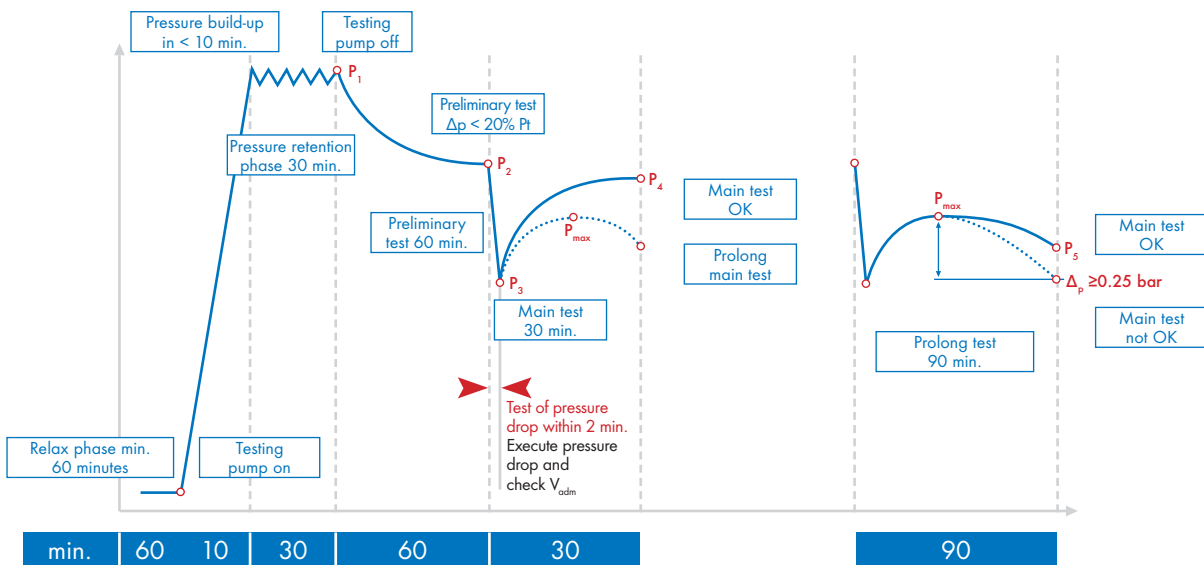 Pressure build-up
in < 10 min.
Testing
pump off
P1
Preliminary test
Δp < 20% Pt
Pressure retention
phase 30 min.
P2
P4
Main test
OK
Preliminary
test 60 min.
Pmax
Prolong
main test
P3
Main test
30 min.
Pmax
Main test
OK
P5
Δp ≥0.25 bar
Main test
not OK
Prolong test
90 min.
Test of pressure
drop within 2 min.
Execute pressure
drop and
check Vadm
Relax phase min.
60 minutes
Testing
pump on
min. 60 10 30 60 30 90